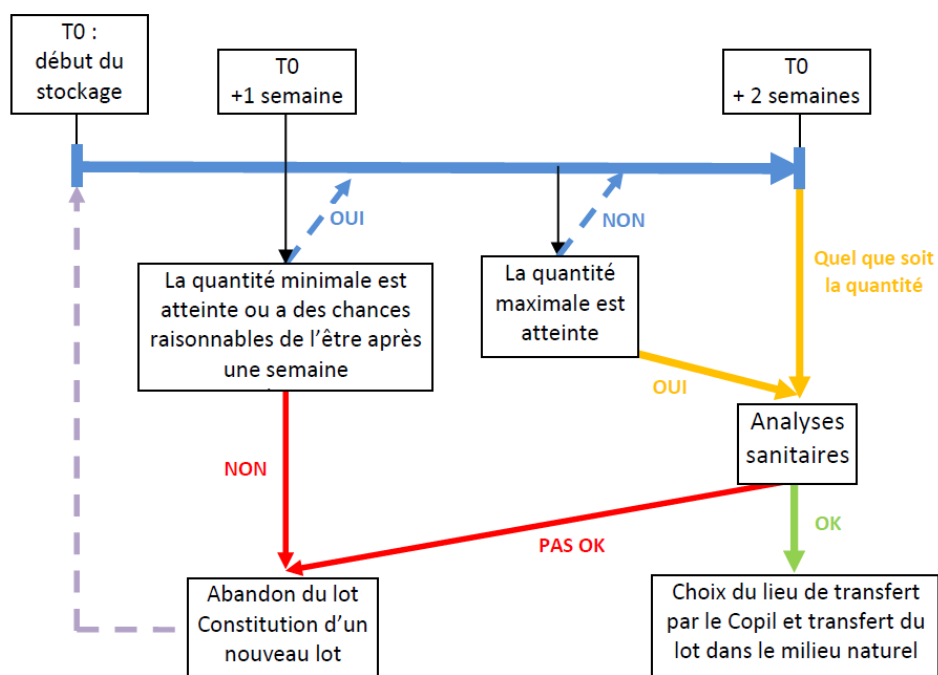 T0 :
début du
stockage
T0
+1 semaine
T0
+ 2 semaines
OUI
NON
La quantité minimale est
atteinte ou a des chances
raisonnables de l'être après
une semaine
La quantité
maximale est
atteinte
Quel que soit
la quantité
OUI
NON
Analyses
sanitaires
PAS OK
OK
Abandon du lot
Constitution d'un
nouveau lot
Choix du lieu de transfert
par le Copil et transfert du
lot dans le milieu naturel